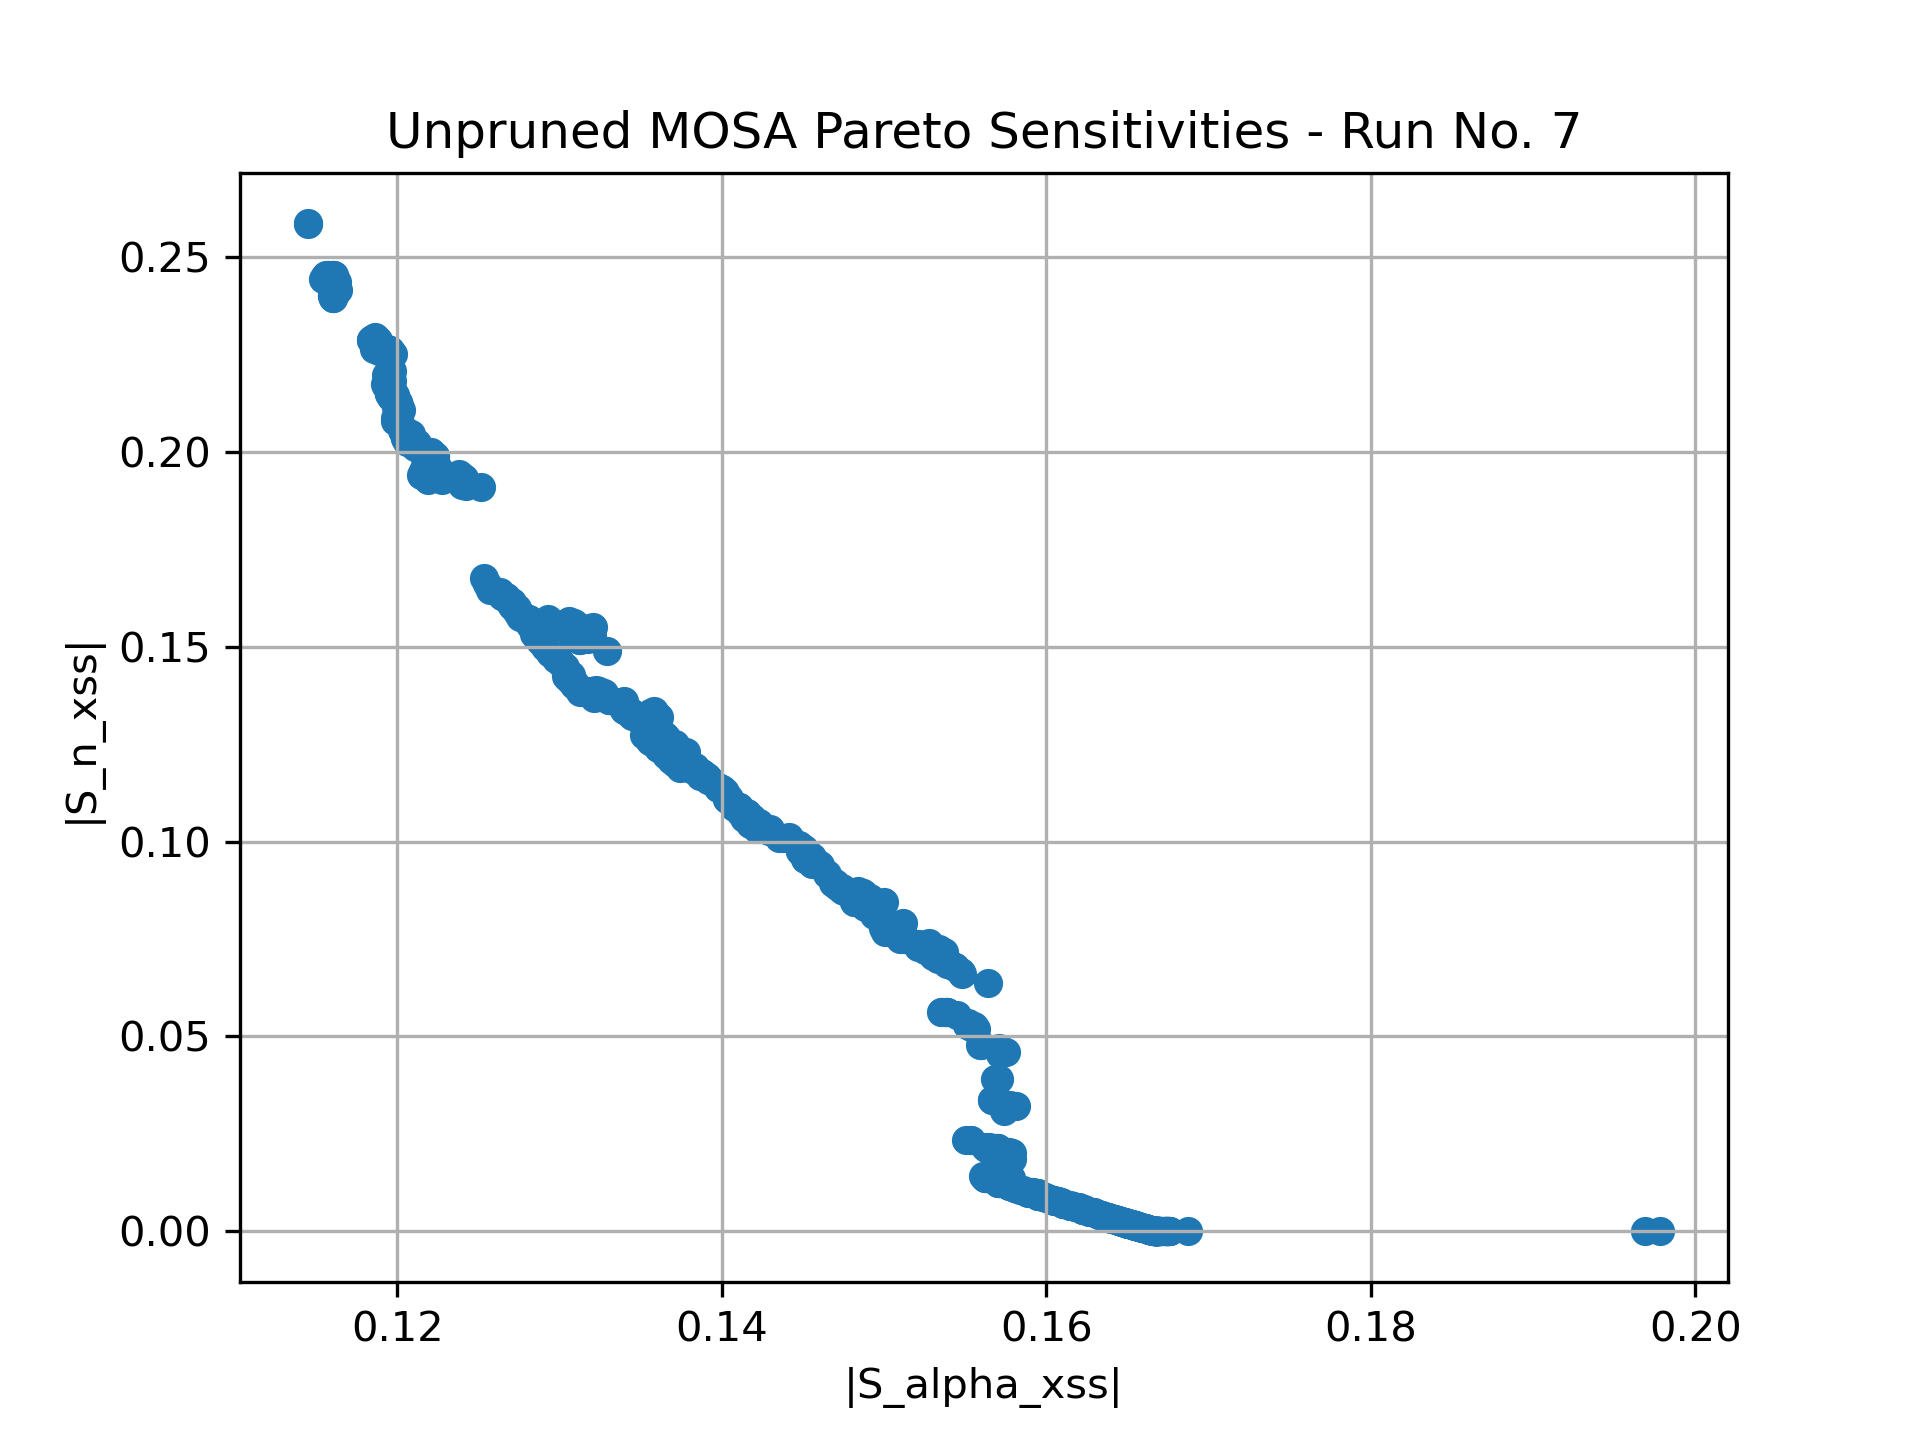 Unpruned MOSA Pareto Sensitivities - Run No. 7
|S_n_xss|
0.25
0.20
0.15
0.10
0.05
0.00
0.12 0.14 0.16 0.18 0.20
|S_alpha_xss|